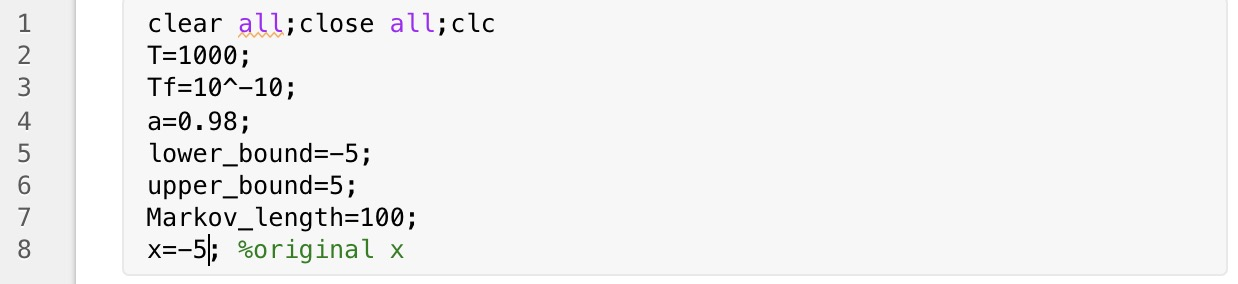 1 clear all;close all;clc
2 T=1000;
3 Tf=10^-10;
4 a=0.98;
5 lower_bound=-5;
6 upper_bound=5;
7 Markov_length=100;
8 x=-5; %original x